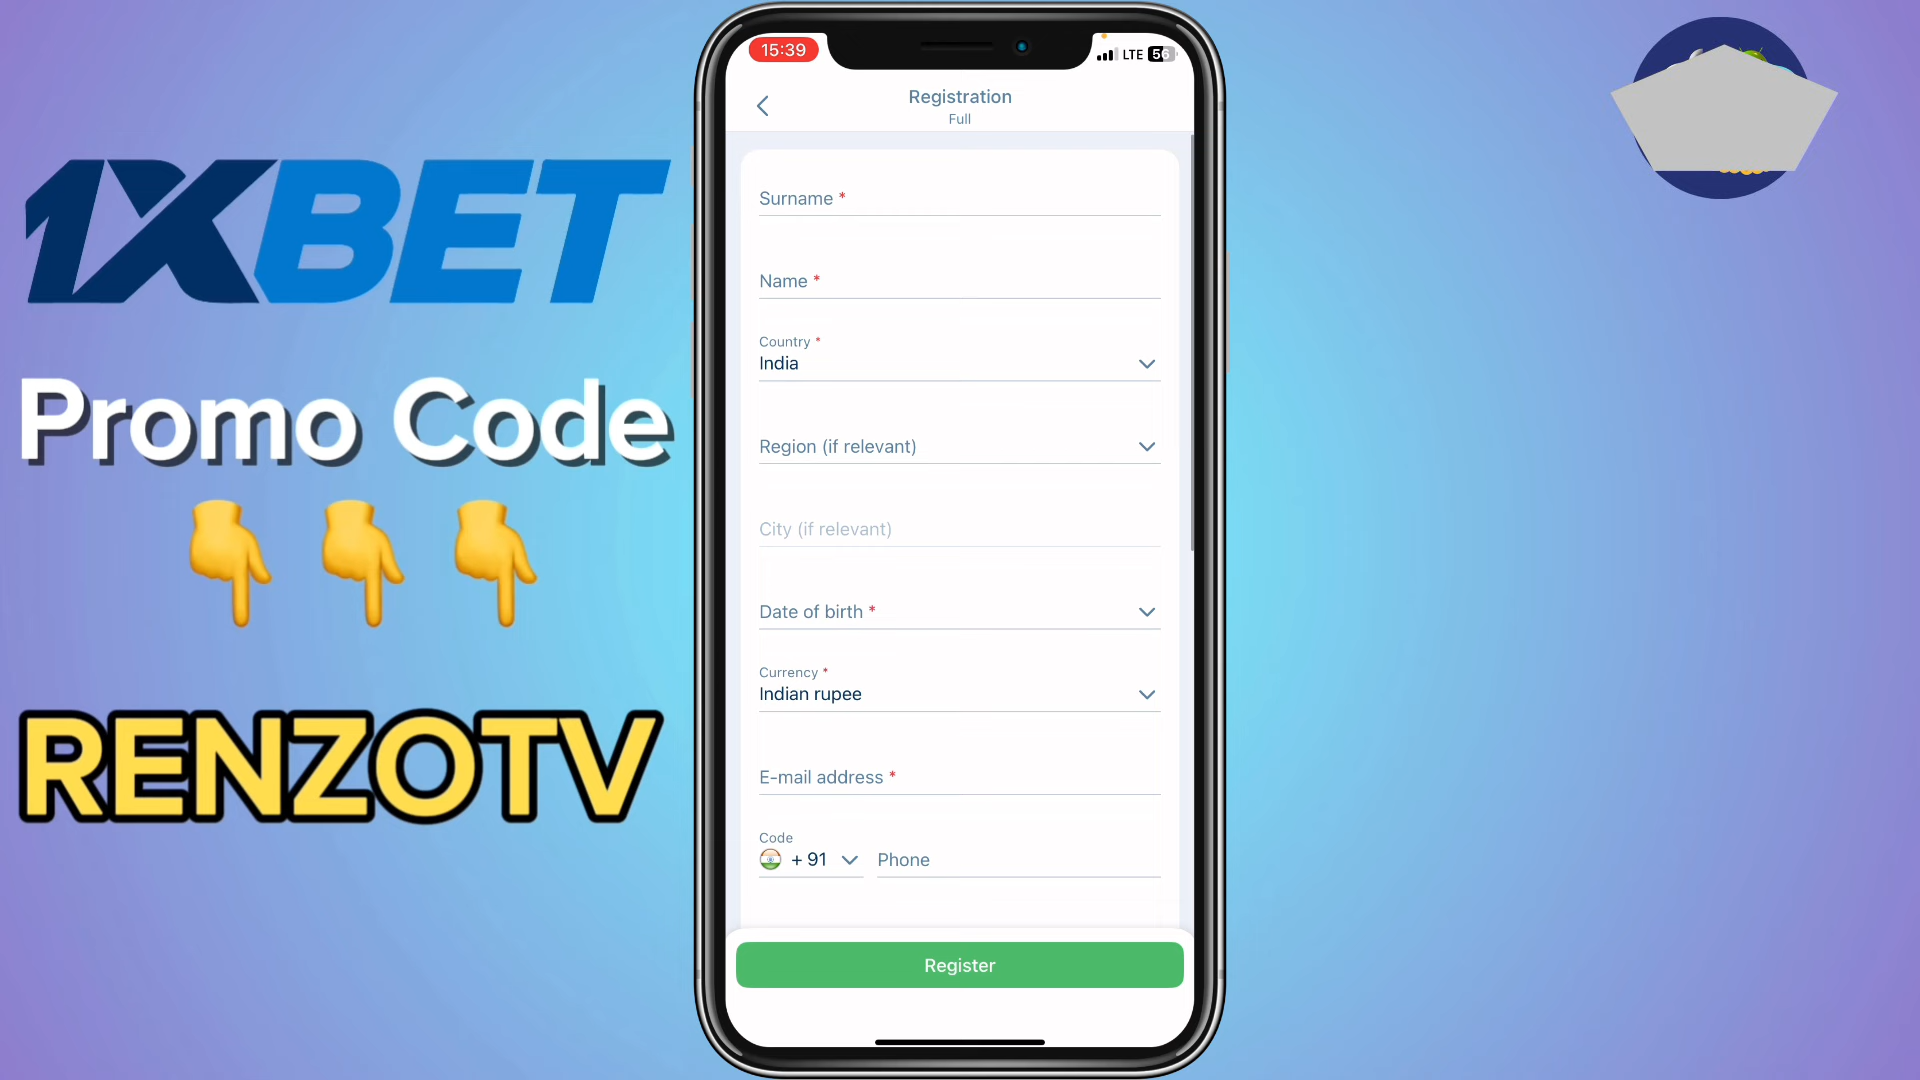 1XBET
Promo Code
👇 👇 👇
RENZOTV
15:39
LTE 56
Registration
Full
Surname *
Name *
Country *
India
Region (if relevant)
City (if relevant)
Date of birth *
Currency *
Indian rupee
E-mail address *
Code
+ 91
Phone
Register